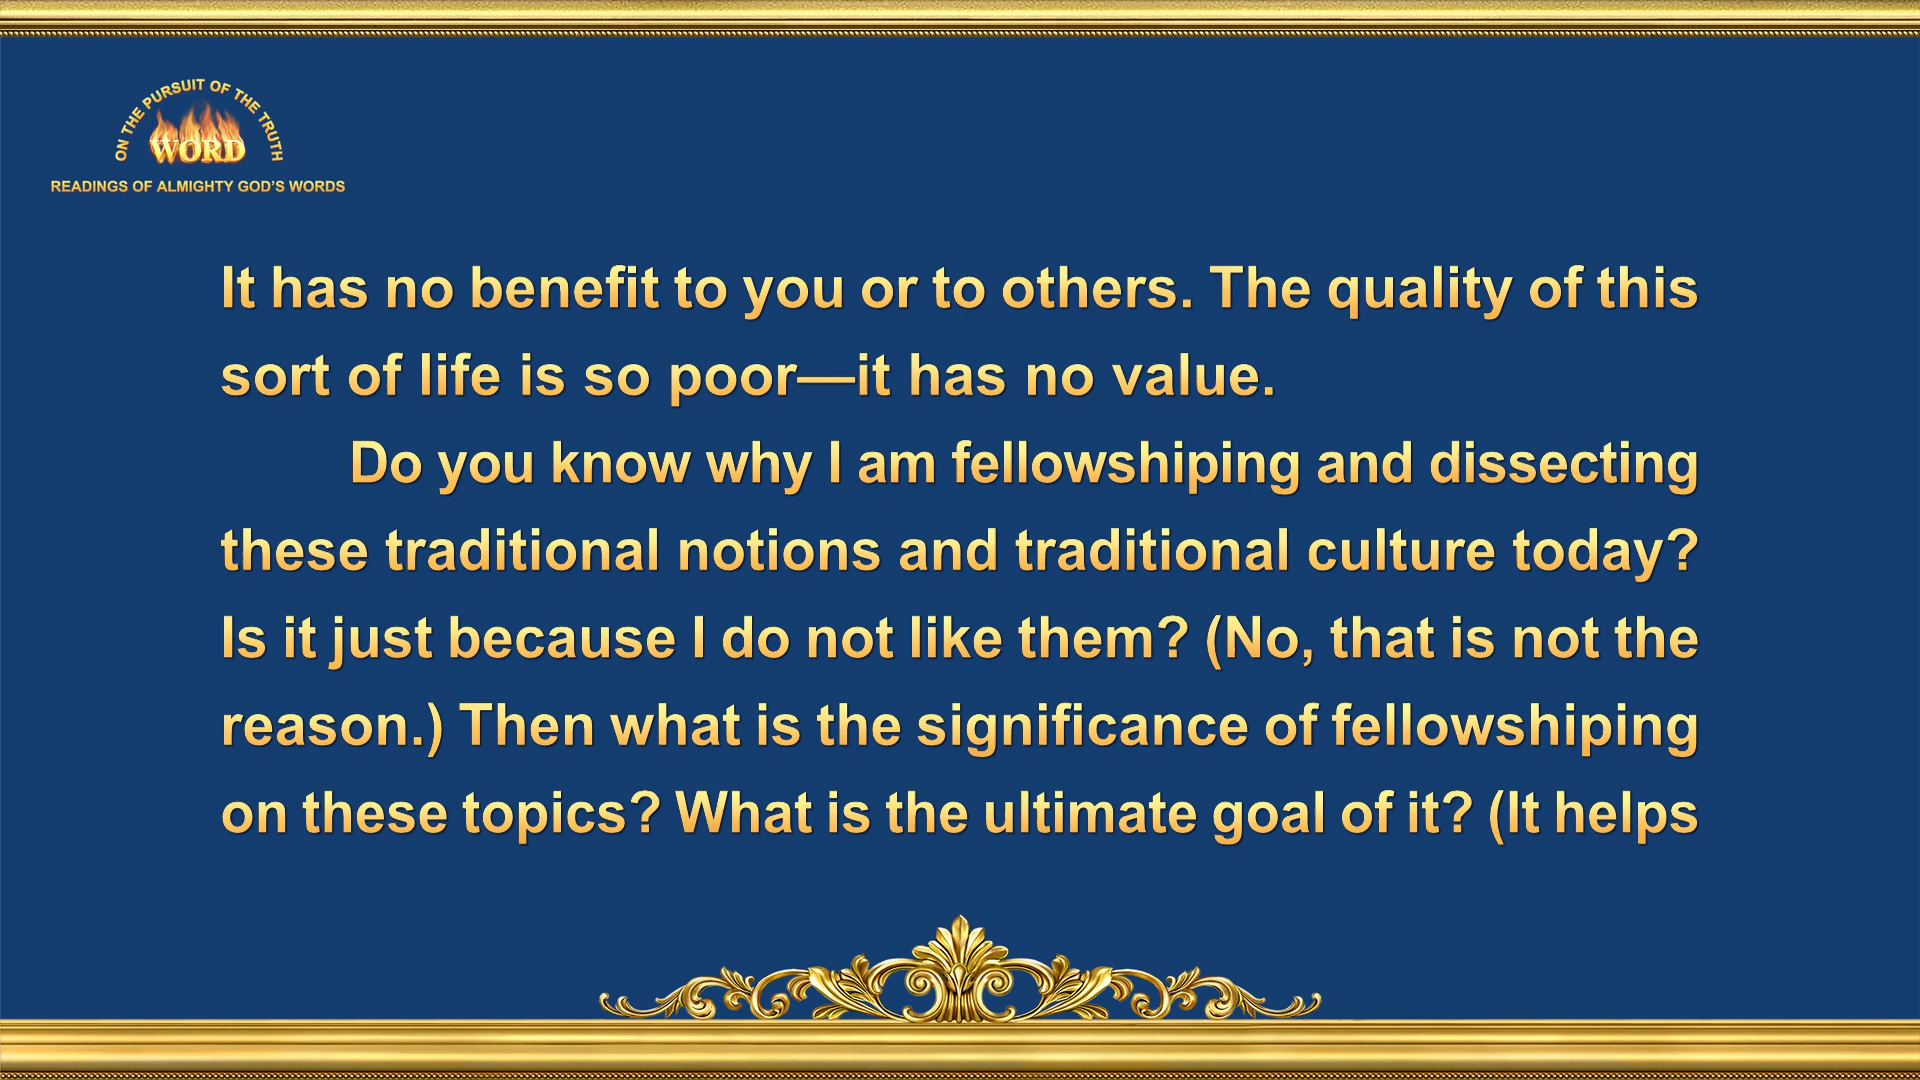 ON THE PURSUIT OF THE TRUTH
WORD
READINGS OF ALMIGHTY GOD'S WORDS
It has no benefit to you or to others. The quality of this
sort of life is so poor—it has no value.
Do you know why I am fellowshiping and dissecting
these traditional notions and traditional culture today?
Is it just because I do not like them? (No, that is not the
reason.) Then what is the significance of fellowshiping
on these topics? What is the ultimate goal of it? (It helps